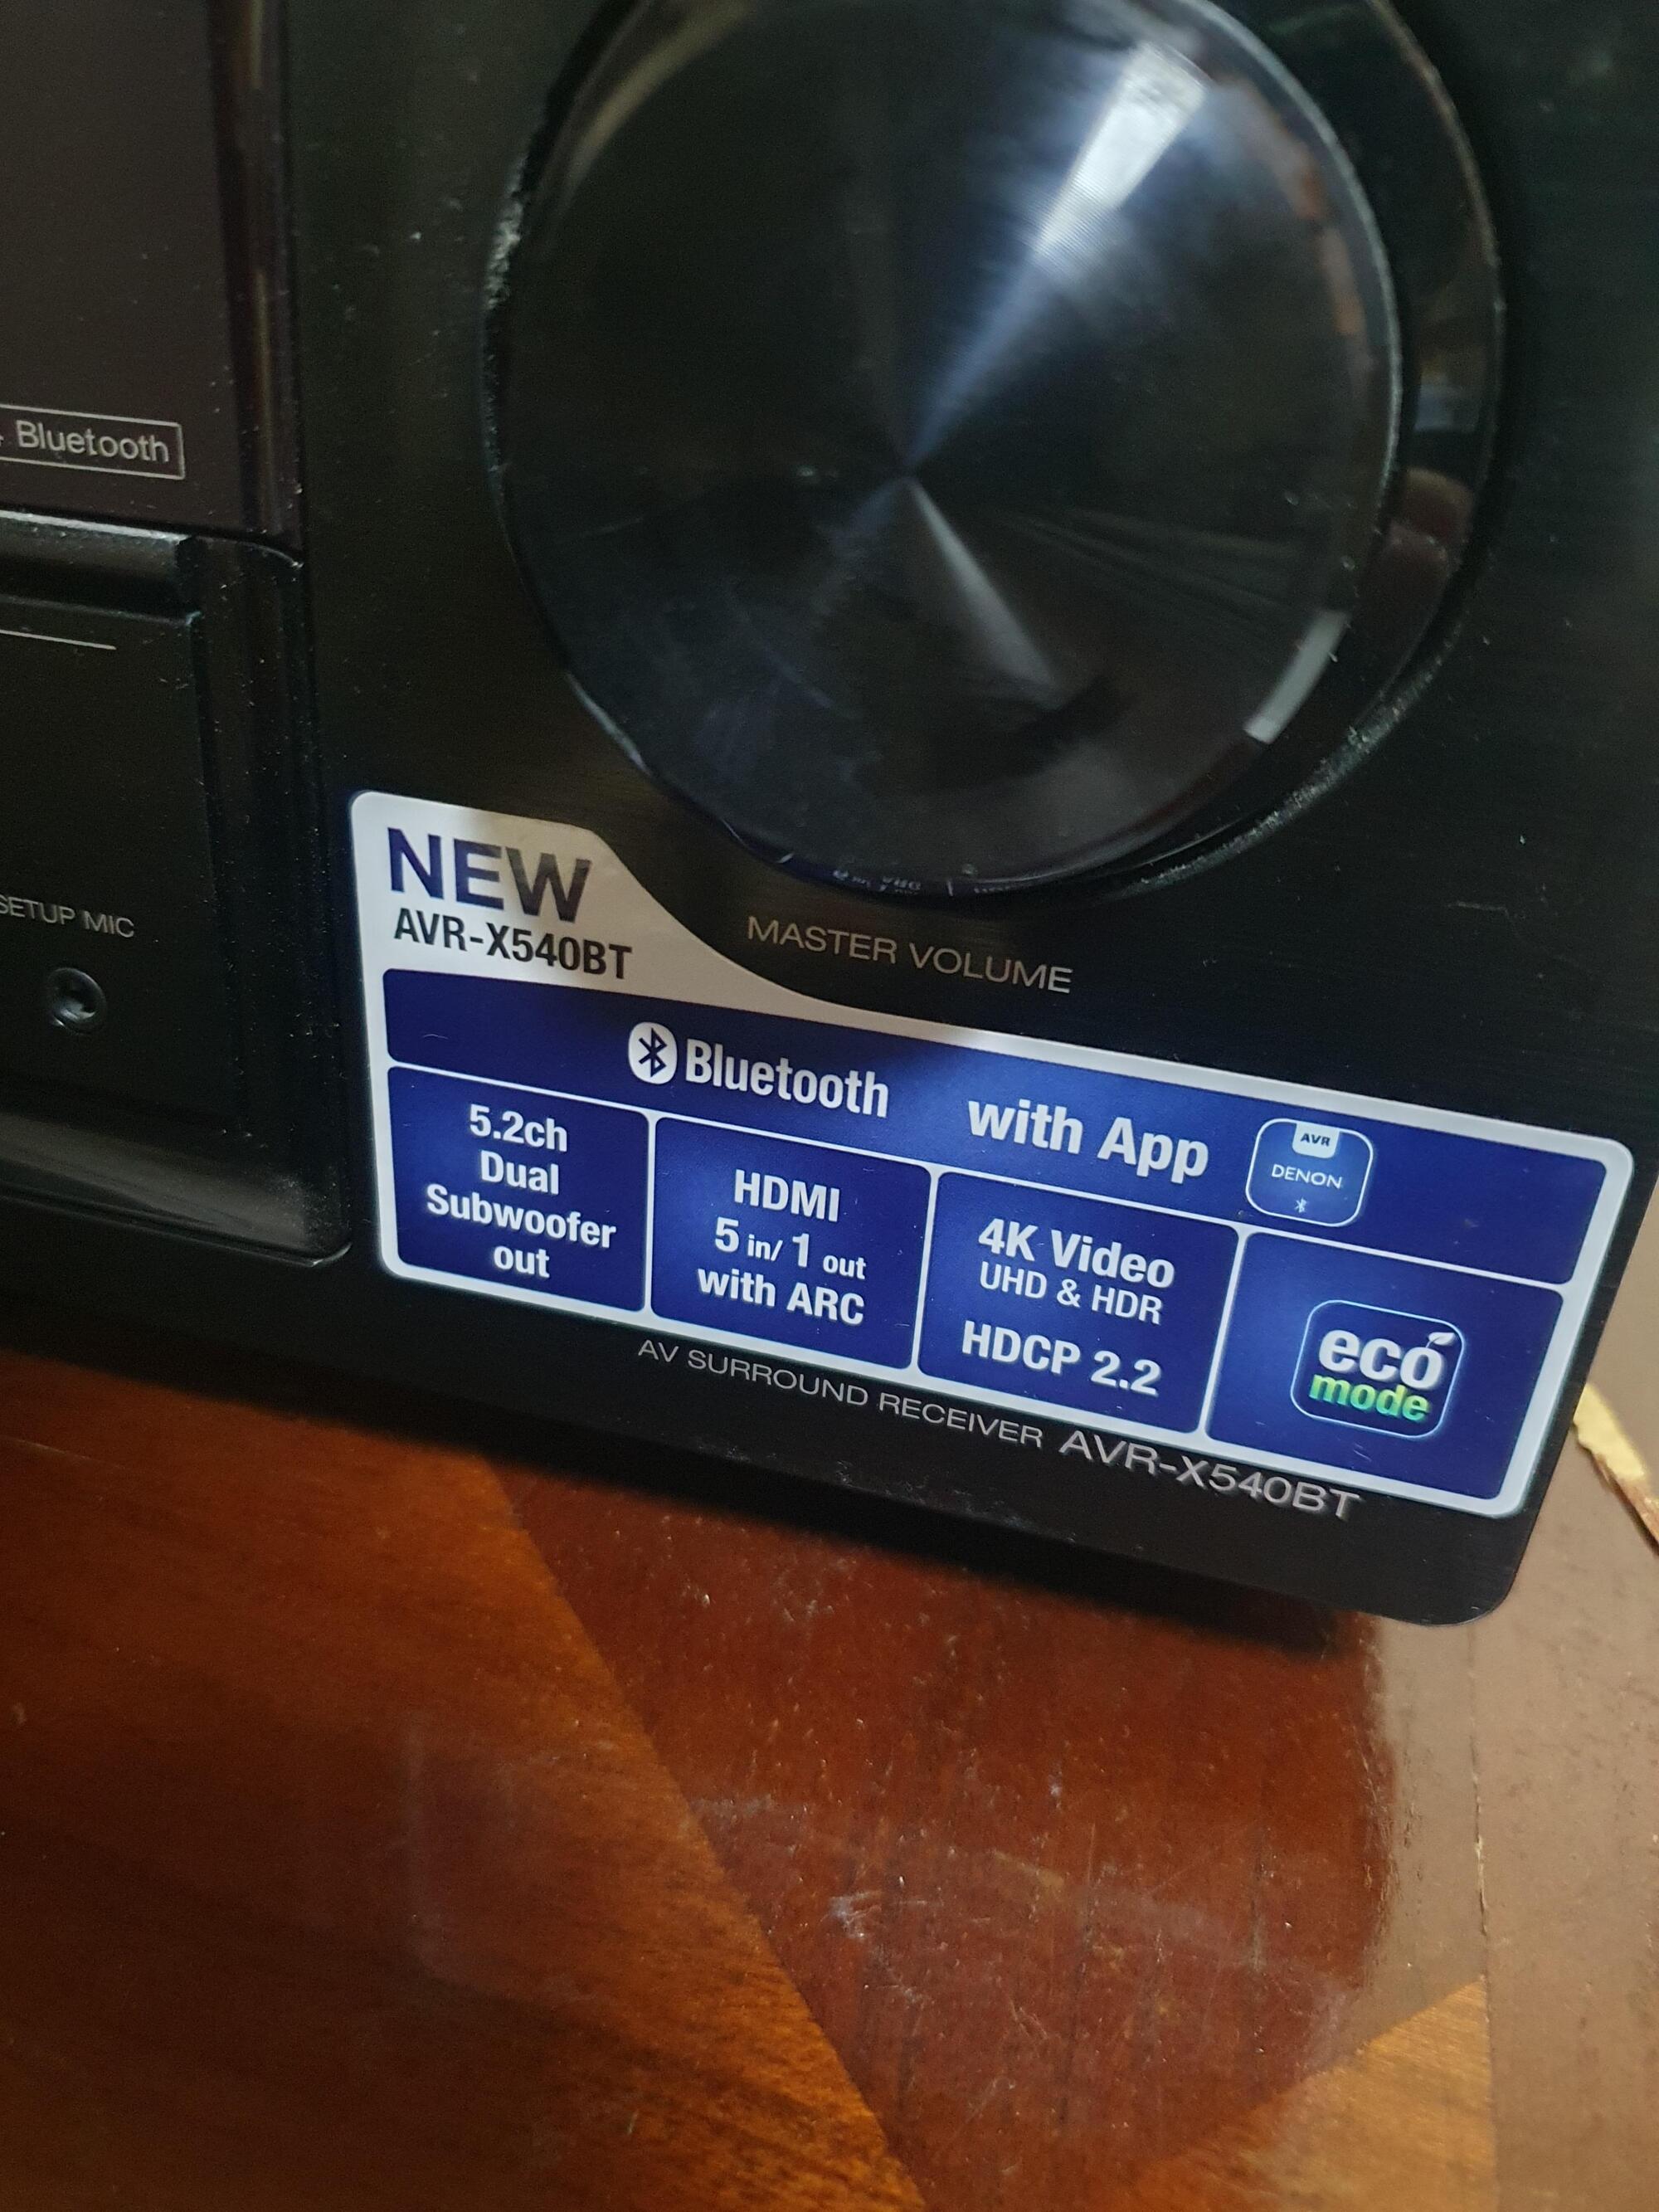 Bluetooth
SETUP MIC
MASTER VOLUME
NEW
AVR-X540BT
Bluetooth with App
AVR
DENON
5.2ch
Dual
Subwoofer
out
HDMI
5 in/ 1 out
with ARC
4K Video
UHD & HDR
HDCP 2.2
eco
mode
AV SURROUND RECEIVER AVR-X540BT